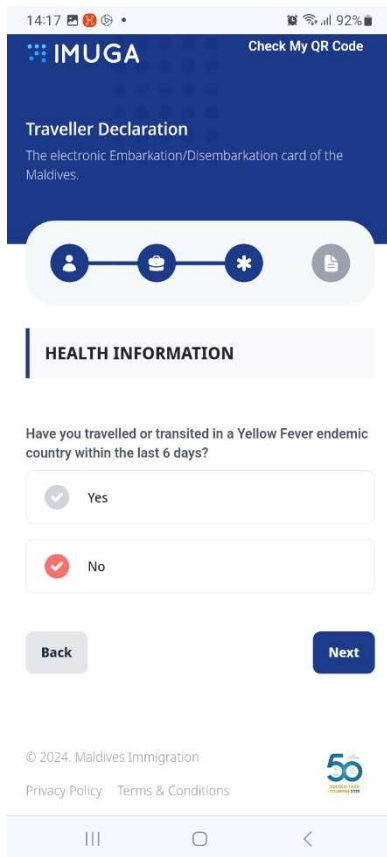 14:17
92%
IMUGA
Check My QR Code
Traveller Declaration
The electronic Embarkation/Disembarkation card of the
Maldives.
HEALTH INFORMATION
Have you travelled or transited in a Yellow Fever endemic
country within the last 6 days?
Yes
No
Back
Next
© 2024. Maldives Immigration
Privacy Policy
Terms & Conditions
50